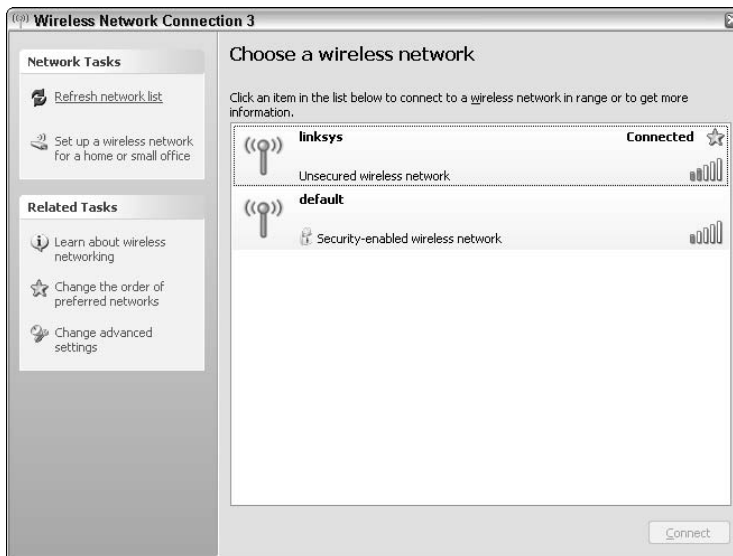 Wireless Network Connection 3
Network Tasks
Refresh network list
Set up a wireless network
for a home or small office
Related Tasks
Learn about wireless
networking
Change the order of
preferred networks
Change advanced
settings
Choose a wireless network
Click an item in the list below to connect to a wireless network in range or to get more
information.
linksys
Connected
Unsecured wireless network
default
Security-enabled wireless network
Connect